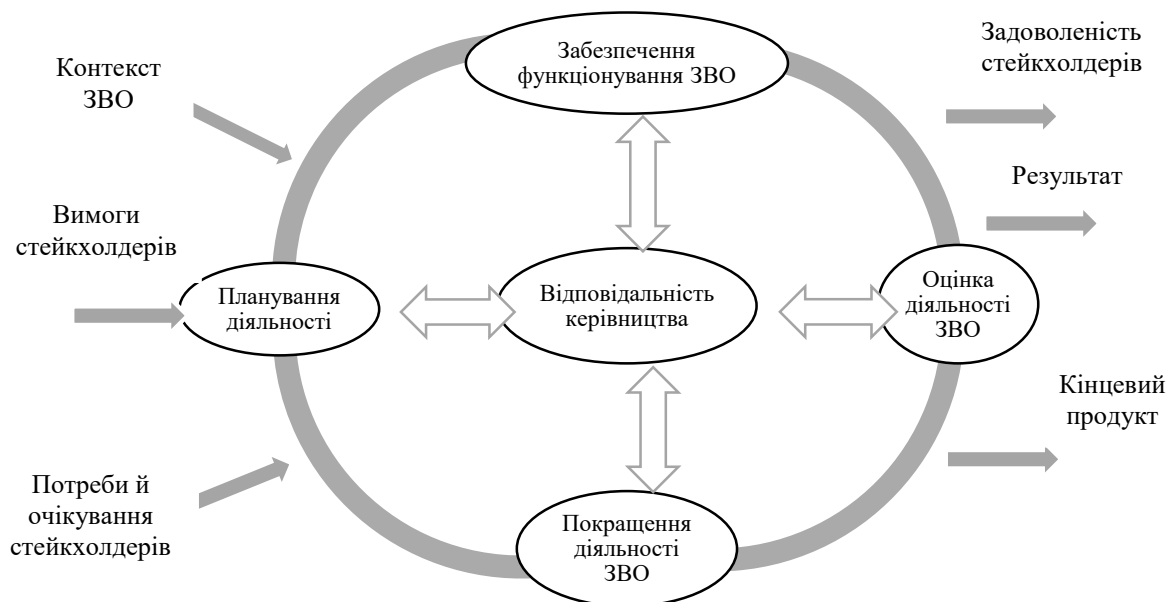 Контекст
ЗВО
Вимоги
стейкхолдерів
Потреби й
очікування
стейкхолдерів
Забезпечення
функціонування ЗВО
Планування
діяльності
Відповідальність
керівництва
Оцінка
діяльності
ЗВО
Покращення
діяльності
ЗВО
Задоволеність
стейкхолдерів
Результат
Кінцевий
продукт